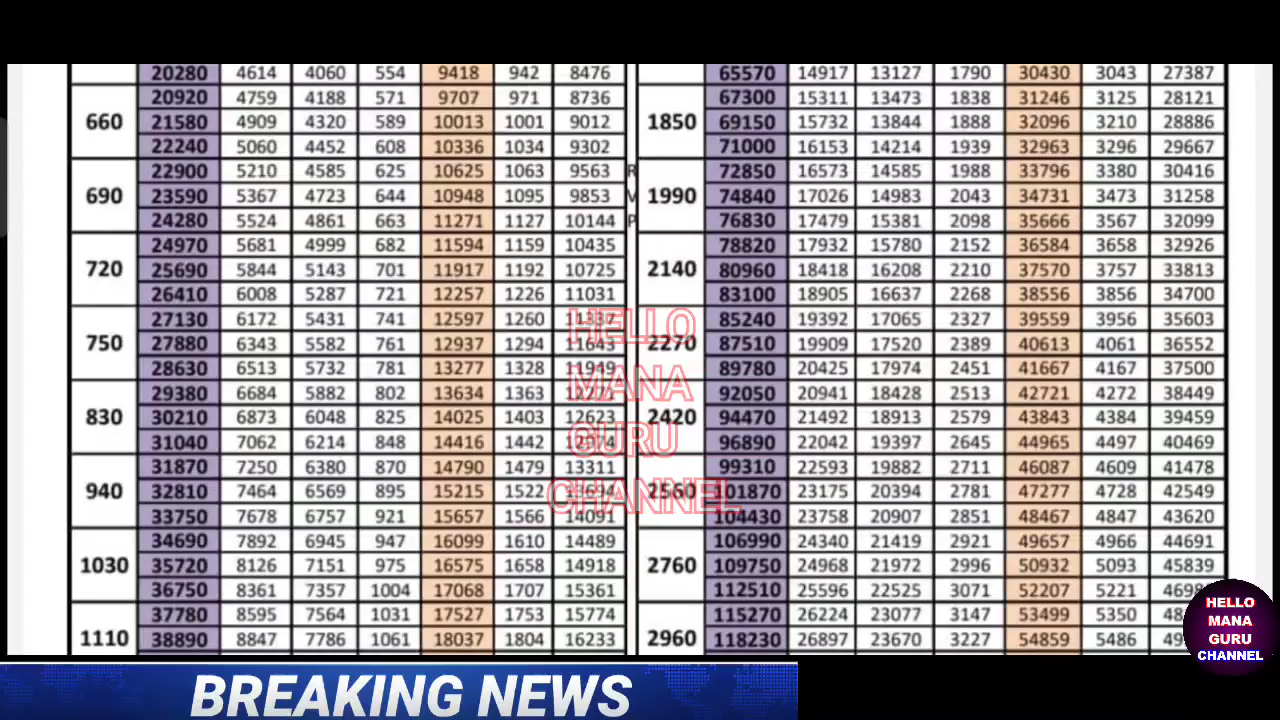 20280 4614 4060 554 9418 942 8476 65570 14917 13127 1790 30430 3043 27387
20920 4759 4188 571 9707 971 8736 67300 15311 13473 1838 31246 3125 28121
660 21580 4909 4320 589 10013 1001 9012 1850 69150 15732 13844 1888 32096 3210 28886
22240 5060 4452 608 10336 1034 9302 71000 16153 14214 1939 32963 3296 29667
22900 5210 4585 625 10625 1063 9563 R 72850 16573 14585 1988 33796 3380 30416
690 23590 5367 4723 644 10948 1095 9853 V 1990 74840 17026 14983 2043 34731 3473 31258
24280 5524 4861 663 11271 1127 10144 P 76830 17479 15381 2098 35666 3567 32099
24970 5681 4999 682 11594 1159 10435 78820 17932 15780 2152 36584 3658 32926
720 25690 5844 5143 701 11917 1192 10725 2140 80960 18418 16208 2210 37570 3757 33813
26410 6008 5287 721 12257 1226 11031 83100 18905 16637 2268 38556 3856 34700
27130 6172 5431 741 12597 1260 11337 85240 19392 17065 2327 39559 3956 35603
750 27880 6343 5582 761 12937 1294 11643 2270 87510 19909 17520 2389 40613 4061 36552
28630 6513 5732 781 13277 1328 11949 89780 20425 17974 2451 41667 4167 37500
29380 6684 5882 802 13634 1363 12271 92050 20941 18428 2513 42721 4272 38449
830 30210 6873 6048 825 14025 1403 12623 2420 94470 21492 18913 2579 43843 4384 39459
31040 7062 6214 848 14416 1442 12974 96890 22042 19397 2645 44965 4497 40469
31870 7250 6380 870 14790 1479 13311 99310 22593 19882 2711 46087 4609 41478
940 32810 7464 6569 895 15215 1522 13694 2560 101870 23175 20394 2781 47277 4728 42549
33750 7678 6757 921 15657 1566 14091 104430 23758 20907 2851 48467 4847 43620
34690 7892 6945 947 16099 1610 14489 106990 24340 21419 2921 49657 4966 44691
1030 35720 8126 7151 975 16575 1658 14918 2760 109750 24968 21972 2996 50932 5093 45839
36750 8361 7357 1004 17068 1707 15361 112510 25596 22525 3071 52207 5221
37780 8595 7564 1031 17527 1753 15774 115270 26224 23077 3147 53499 5350
1110 38890 8847 7786 1061 18037 1804 16233 2960 118230 26897 23670 3227 54859 5486
HELLO
MANA
GURU
CHANNEL
HELLO
MANA
GURU
CHANNEL
BREAKING NEWS